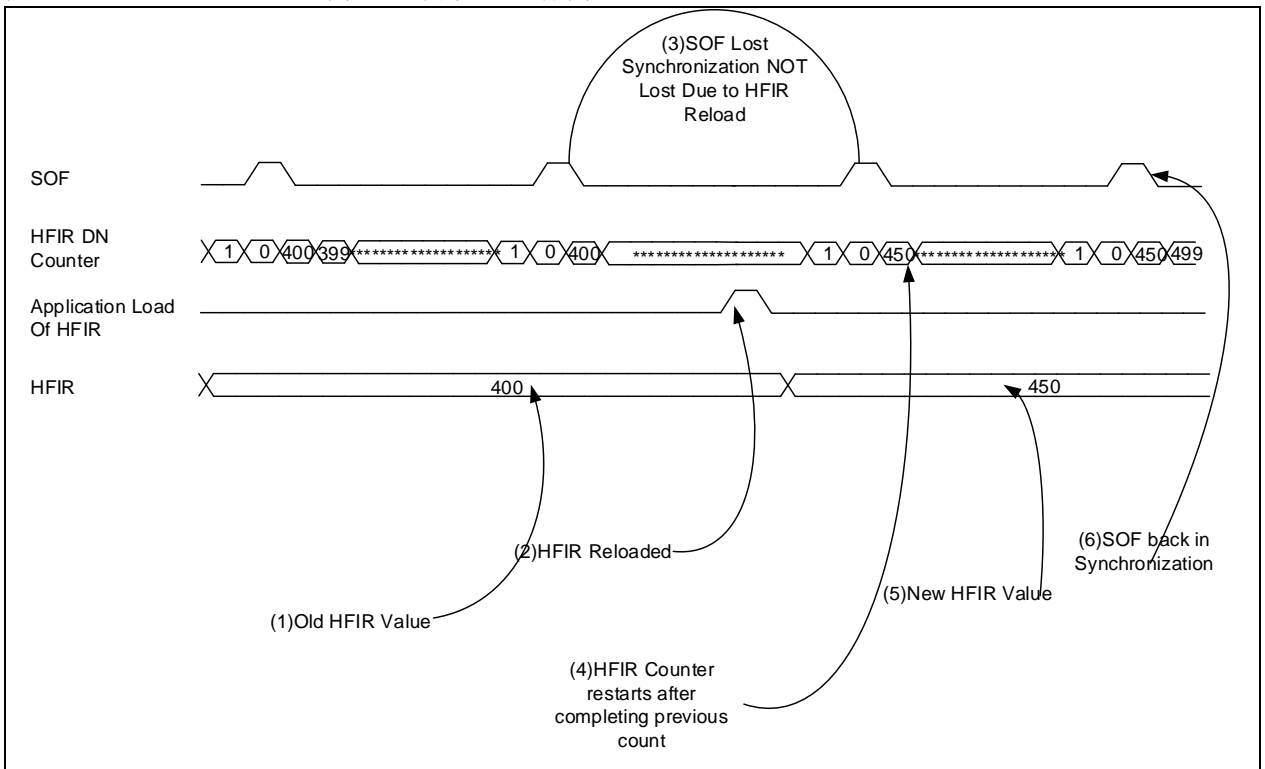 (3)SOF Lost
Synchronization NOT
Lost Due to HFIR
Reload
SOF
HFIR DN
Counter
1 0 400 399 ****************** 1 0 400 ****************** 1 0 450 ****************** 1 0 450 499
Application Load
Of HFIR
HFIR
400 450
(2)HFIR Reloaded
(6)SOF back in
Synchronization
(5)New HFIR Value
(1)Old HFIR Value
(4)HFIR Counter
restarts after
completing previous
count